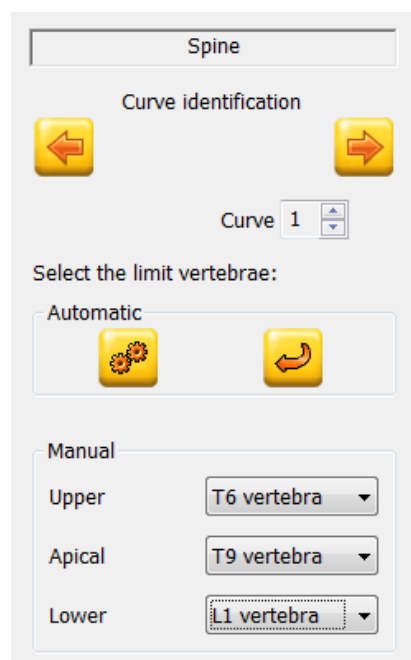 Spine
Curve identification
Curve 1
Select the limit vertebrae:
Automatic
Manual
Upper T6 vertebra
Apical T9 vertebra
Lower L1 vertebra